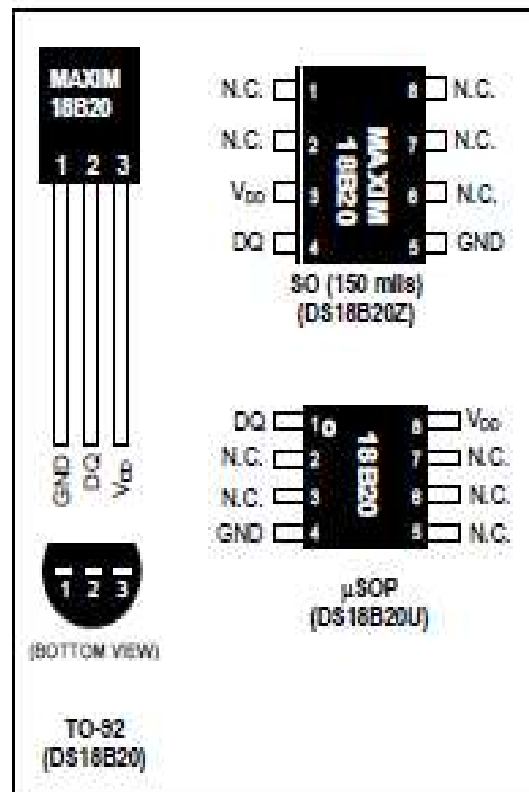 MAXIM
18B20
1 2 3
GND DQ VDD
1 2 3
(BOTTOM VIEW)
TO-92
(DS18B20)
N.C. 1 8 N.C.
N.C. 2 7 N.C.
VDD 3 6 N.C.
DQ 4 5 GND
MAXIM
18B20
SO (150 mils)
(DS18B20Z)
DQ 1 8 VDD
N.C. 2 7 N.C.
N.C. 3 6 N.C.
GND 4 5 N.C.
18B20
µSOP
(DS18B20U)